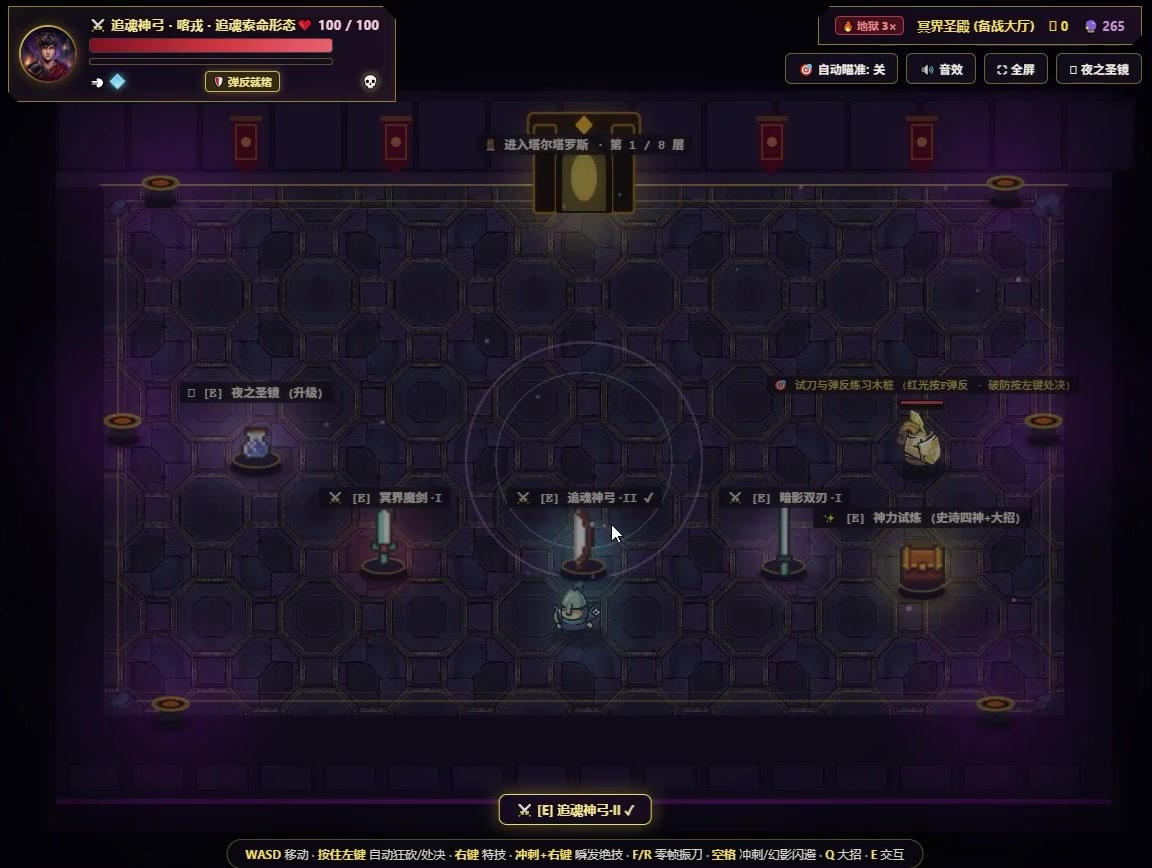 追魂神弓 · 喀戎 · 追魂索命形态 100 / 100
弹反就绪
地狱 3× 冥界圣殿 (备战大厅) 0 265
自动瞄准: 关 音效 全屏 夜之圣镜
进入塔尔塔罗斯 · 第 1 / 8 层
[E] 夜之圣镜 (升级)
试刀与弹反练习木桩 (红光按F弹反 · 破防按左键处决)
[E] 冥界魔剑·I
[E] 追魂神弓·II ✓
[E] 暗影双刃·I
[E] 神力试炼 (史诗四神+大招)
[E] 追魂神弓·II ✓
WASD 移动 · 按住左键 自动狂砍/处决 · 右键 特技 · 冲刺+右键 瞬发绝技 · F/R 零帧振刀 · 空格 冲刺/幻影闪避 · Q 大招 · E 交互